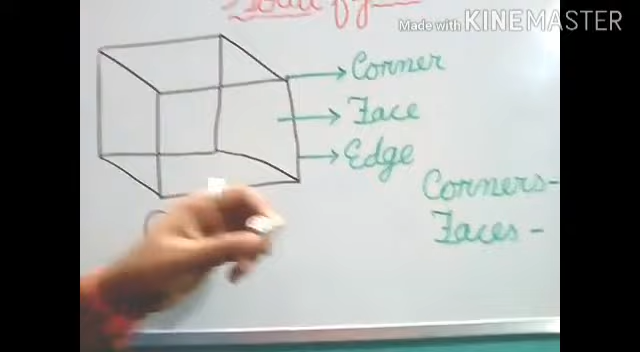 Made with KINEMASTER
Corner
Face
Edge
Corners-
Faces -